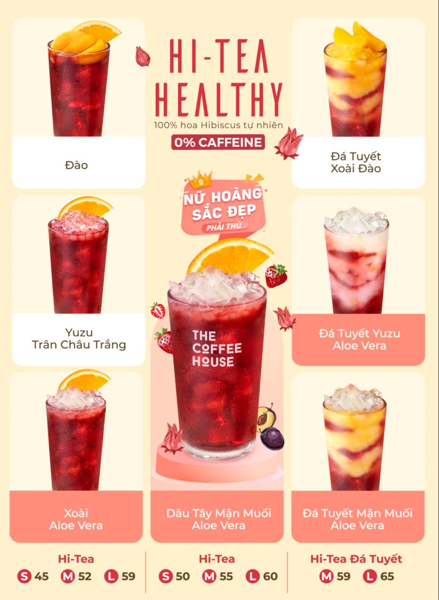 HI-TEA
HEALTHY
100% hoa Hibiscus tự nhiên
0% CAFFEINE
Đào
Đá Tuyết
Xoài Đào
NỮ HOÀNG
SẮC ĐẸP
PHẢI THỬ...
Yuzu
Trân Châu Trắng
THE
COFFEE
HOUSE
Đá Tuyết Yuzu
Aloe Vera
Xoài
Aloe Vera
Dâu Tây Mận Muối
Aloe Vera
Đá Tuyết Mận Muối
Aloe Vera
Hi-Tea
S 45 M 52 L 59
Hi-Tea
S 50 M 55 L 60
Hi-Tea Đá Tuyết
M 59 L 65